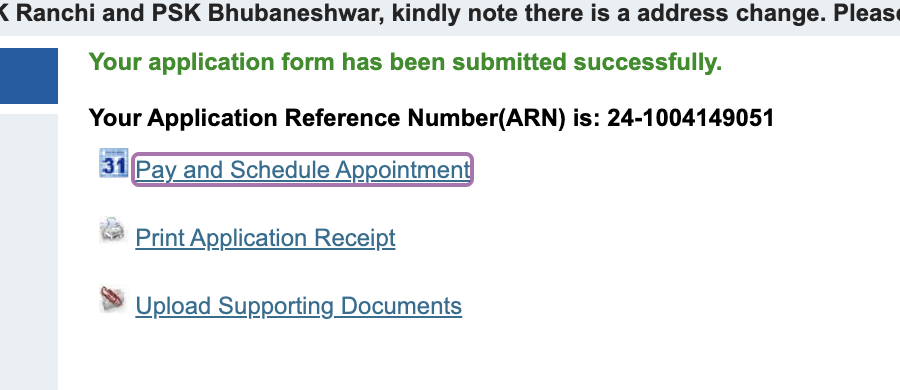 Ranchi and PSK Bhubaneshwar, kindly note there is a address change.
Your application form has been submitted successfully.
Your Application Reference Number(ARN) is: 24-1004149051
31 Pay and Schedule Appointment
Print Application Receipt
Upload Supporting Documents